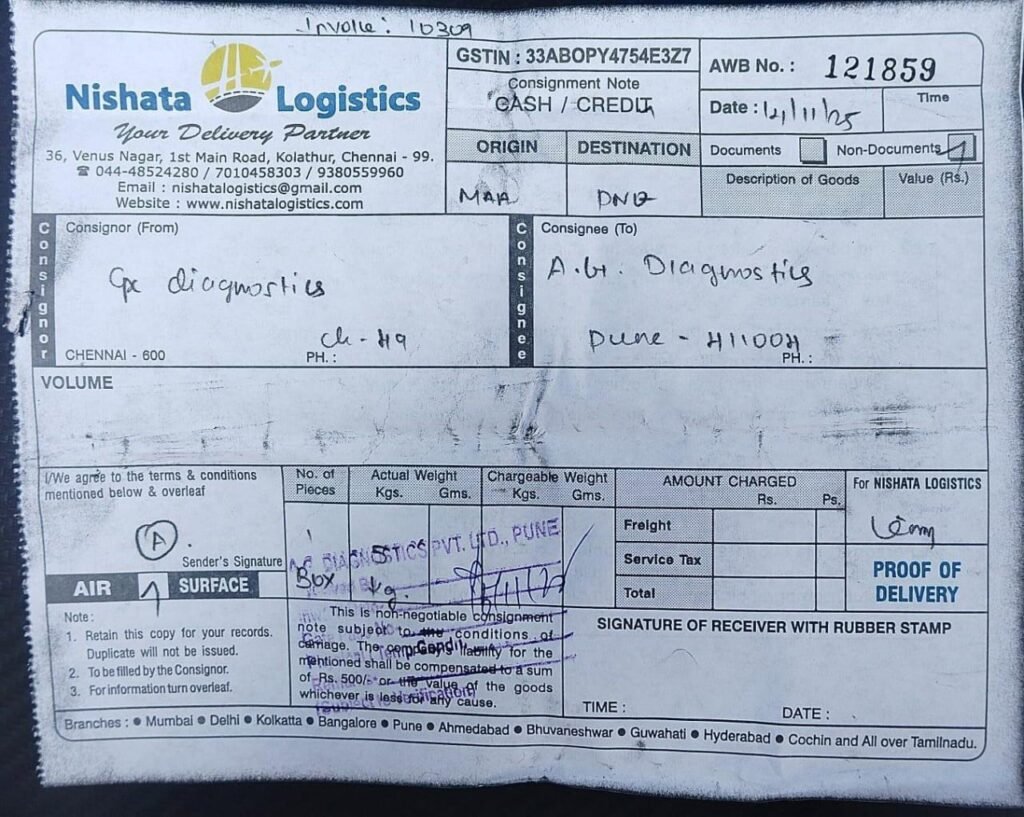 Invoice: 10309
Nishata Logistics
Your Delivery Partner
36, Venus Nagar, 1st Main Road, Kolathur, Chennai - 99.
☎ 044-48524280 / 7010458303 / 9380559960
Email : nishatalogistics@gmail.com
Website : www.nishatalogistics.com
GSTIN : 33ABOPY4754E3Z7
Consignment Note
CASH / CREDIT
AWB No. : 121859
Date : 14/11/25
Time
ORIGIN
DESTINATION
MAA
Documents
Non-Documents
Description of Goods
Value (Rs.)
Consignor
Consignor (From)
diagnostics
Ch - 49
CHENNAI - 600
PH. :
Consignee
Consignee (To)
A.G. Diagnostics
Pune - 411004
PH. :
VOLUME
I/We agree to the terms & conditions
mentioned below & overleaf
A
Sender's Signature
AIR
SURFACE
No. of
Pieces
1
Box
Actual Weight
Kgs. Gms.
kg.
Chargeable Weight
Kgs. Gms.
A.G. DIAGNOSTICS PVT. LTD., PUNE
AMOUNT CHARGED
Rs. Ps.
Freight
Service Tax
Total
For NISHATA LOGISTICS
PROOF OF
DELIVERY
Note :
1. Retain this copy for your records.
Duplicate will not be issued.
2. To be filled by the Consignor.
3. For information turn overleaf.
This is non-negotiable consignment
note subject to the conditions of
carriage. The company's liability for the
mentioned shall be compensated to a sum
of Rs. 500/- or the value of the goods
whichever is less for any cause.
(Subject to Verification)
SIGNATURE OF RECEIVER WITH RUBBER STAMP
TIME :
DATE :
Branches : ● Mumbai ● Delhi ● Kolkatta ● Bangalore ● Pune ● Ahmedabad ● Bhuvaneshwar ● Guwahati ● Hyderabad ● Cochin and All over Tamilnadu.